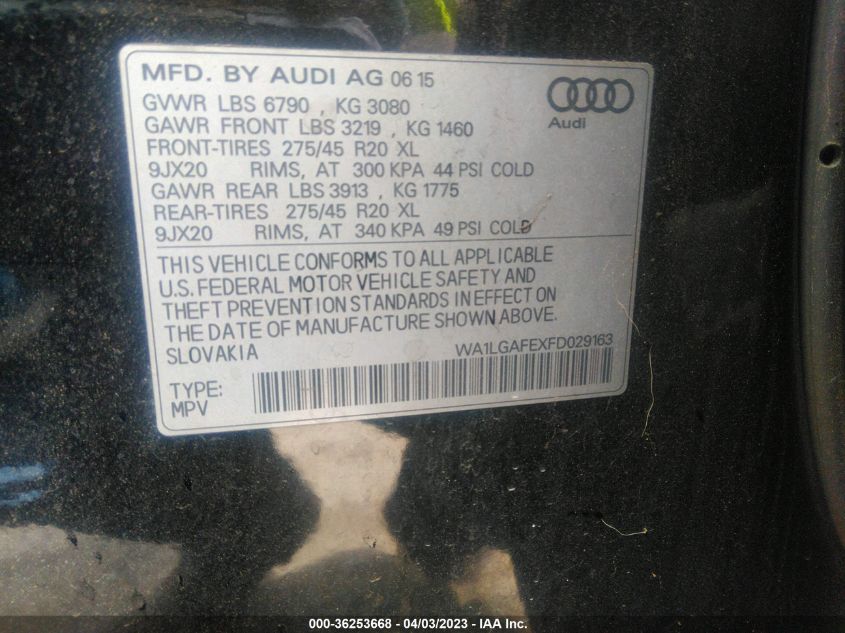 MFD. BY AUDI AG 06 15
GVWR LBS 6790 , KG 3080
GAWR FRONT LBS 3219 , KG 1460
FRONT-TIRES 275/45 R20 XL
9JX20 RIMS, AT 300 KPA 44 PSI COLD
GAWR REAR LBS 3913 , KG 1775
REAR-TIRES 275/45 R20 XL
9JX20 RIMS, AT 340 KPA 49 PSI COLD
Audi
THIS VEHICLE CONFORMS TO ALL APPLICABLE
U.S. FEDERAL MOTOR VEHICLE SAFETY AND
THEFT PREVENTION STANDARDS IN EFFECT ON
THE DATE OF MANUFACTURE SHOWN ABOVE.
SLOVAKIA WA1LGAFEXFD029163
TYPE:
MPV
000-36253668 - 04/03/2023 - IAA Inc.